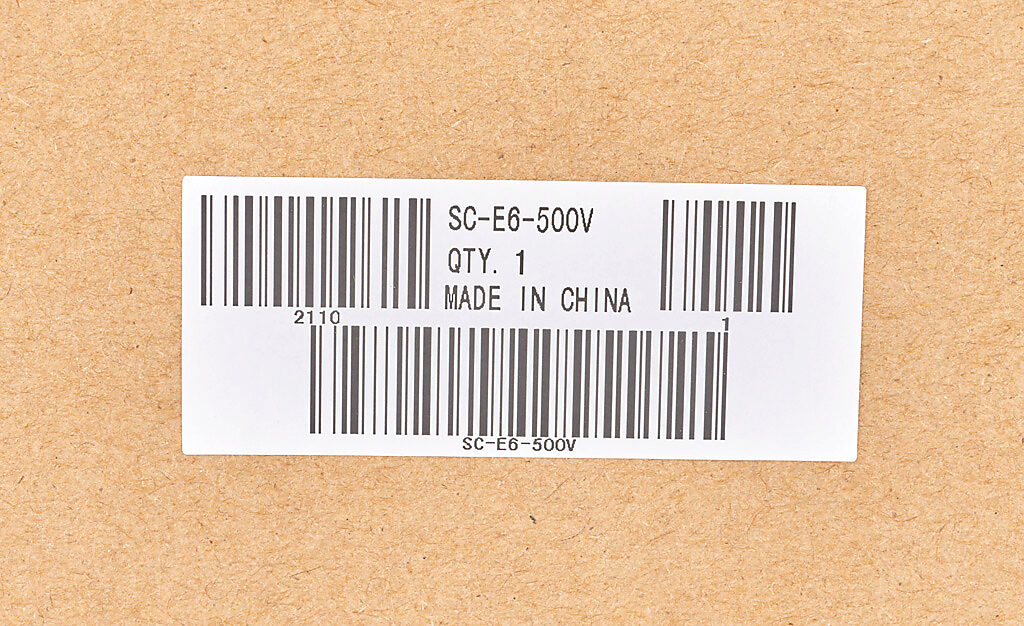 SC-E6-500V
QTY. 1
MADE IN CHINA
2110
1
SC-E6-500V